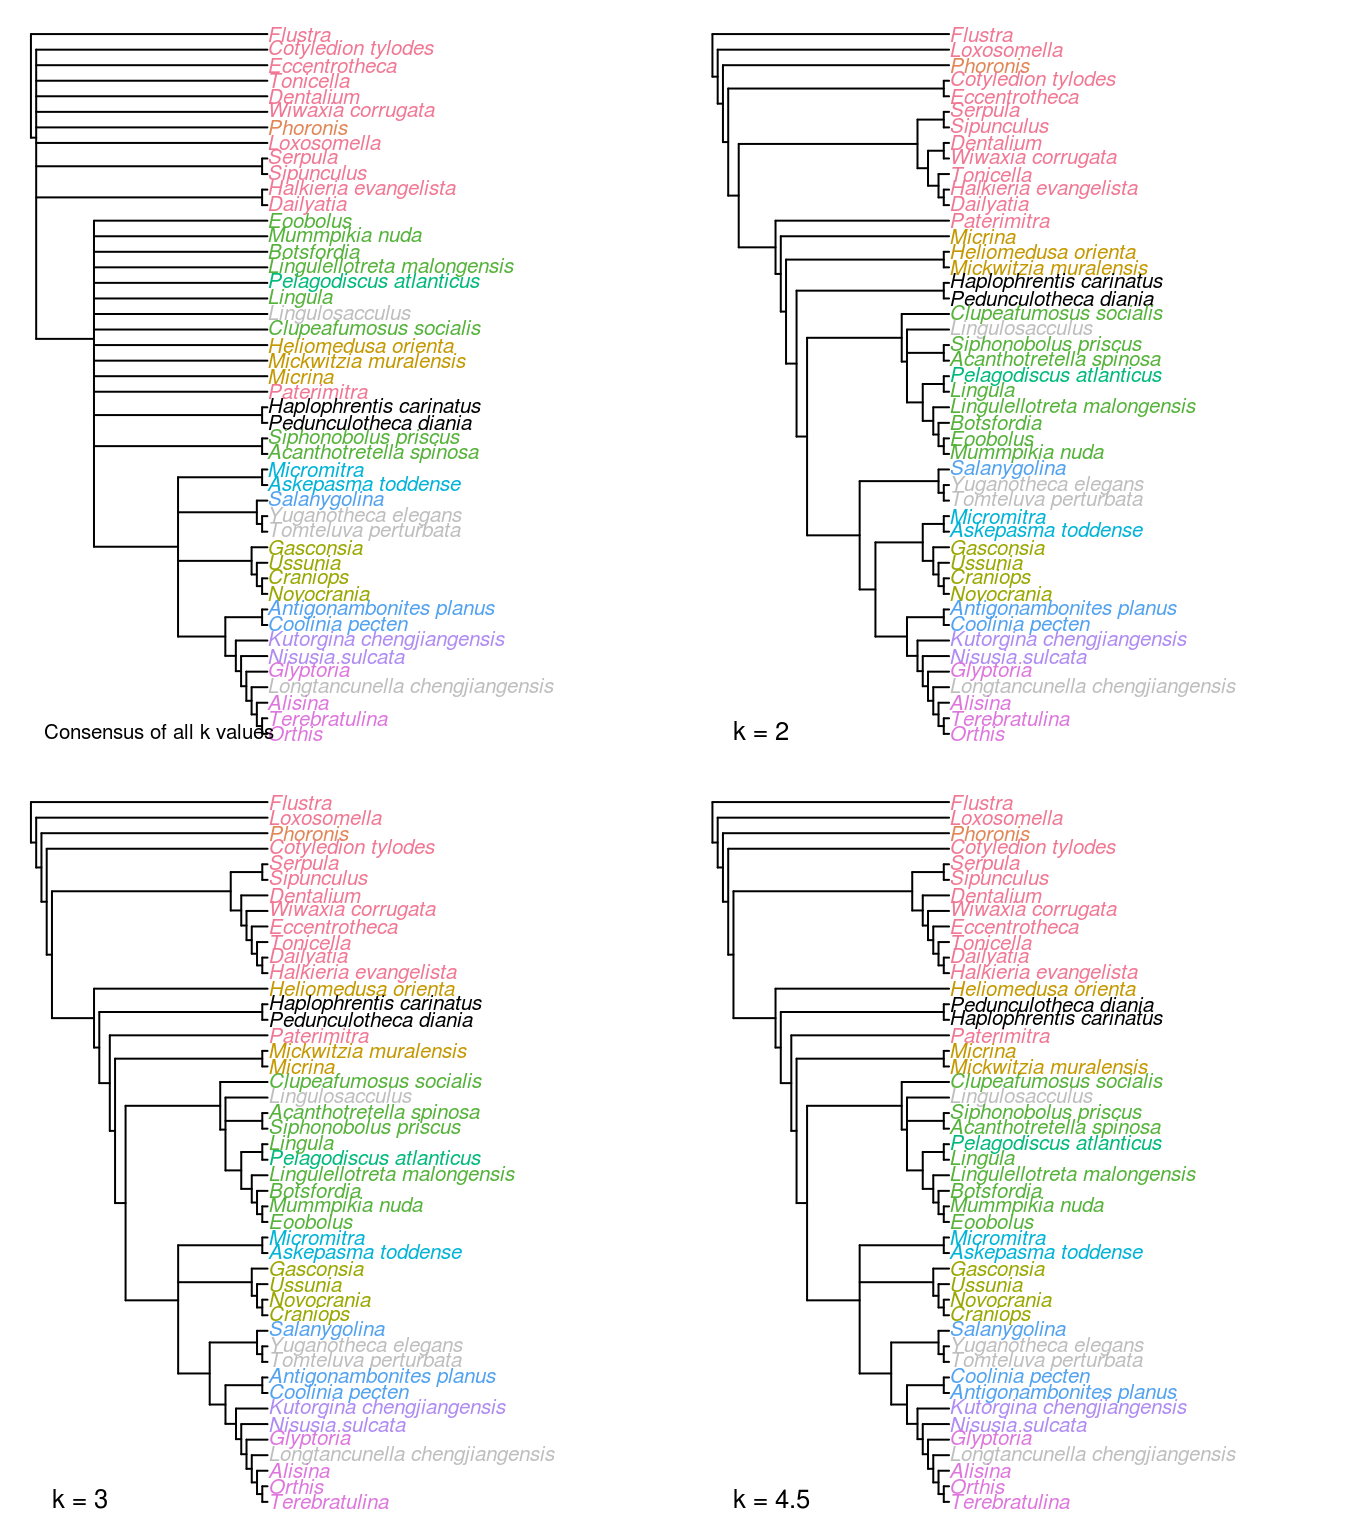 Flustra
Cotyledion tylodes
Eccentrotheca
Tonicella
Dentalium
Wiwaxia corrugata
Phoronis
Loxosomella
Serpula
Sipunculus
Halkieria evangelista
Dailyatia
Eoobolus
Mummpikia nuda
Botsfordia
Lingulellotreta malongensis
Pelagodiscus atlanticus
Lingula
Lingulosacculus
Clupeafumosus socialis
Heliomedusa orienta
Mickwitzia muralensis
Micrina
Paterimitra
Haplophrentis carinatus
Pedunculotheca diania
Siphonobolus priscus
Acanthotretella spinosa
Micromitra
Askepasma toddense
Salanygolina
Yuganotheca elegans
Tomteluva perturbata
Gasconsia
Ussunia
Craniops
Novocrania
Antigonambonites planus
Coolinia pecten
Kutorgina chengjiangensis
Nisusia sulcata
Glyptoria
Longtancunella chengjiangensis
Alisina
Terebratulina
Orthis
Consensus of all k values
Flustra
Loxosomella
Phoronis
Cotyledion tylodes
Eccentrotheca
Serpula
Sipunculus
Dentalium
Wiwaxia corrugata
Tonicella
Halkieria evangelista
Dailyatia
Paterimitra
Micrina
Heliomedusa orienta
Mickwitzia muralensis
Haplophrentis carinatus
Pedunculotheca diania
Clupeafumosus socialis
Lingulosacculus
Siphonobolus priscus
Acanthotretella spinosa
Pelagodiscus atlanticus
Lingula
Lingulellotreta malongensis
Botsfordia
Eoobolus
Mummpikia nuda
Salanygolina
Yuganotheca elegans
Tomteluva perturbata
Micromitra
Askepasma toddense
Gasconsia
Ussunia
Craniops
Novocrania
Antigonambonites planus
Coolinia pecten
Kutorgina chengjiangensis
Nisusia sulcata
Glyptoria
Longtancunella chengjiangensis
Alisina
Terebratulina
Orthis
k = 2
Flustra
Loxosomella
Phoronis
Cotyledion tylodes
Serpula
Sipunculus
Dentalium
Wiwaxia corrugata
Eccentrotheca
Tonicella
Dailyatia
Halkieria evangelista
Heliomedusa orienta
Haplophrentis carinatus
Pedunculotheca diania
Paterimitra
Mickwitzia muralensis
Micrina
Clupeafumosus socialis
Lingulosacculus
Acanthotretella spinosa
Siphonobolus priscus
Lingula
Pelagodiscus atlanticus
Lingulellotreta malongensis
Botsfordia
Mummpikia nuda
Eoobolus
Micromitra
Askepasma toddense
Gasconsia
Ussunia
Novocrania
Craniops
Salanygolina
Yuganotheca elegans
Tomteluva perturbata
Antigonambonites planus
Coolinia pecten
Kutorgina chengjiangensis
Nisusia sulcata
Glyptoria
Longtancunella chengjiangensis
Alisina
Orthis
Terebratulina
k = 3
Flustra
Loxosomella
Phoronis
Cotyledion tylodes
Serpula
Sipunculus
Dentalium
Wiwaxia corrugata
Eccentrotheca
Tonicella
Dailyatia
Halkieria evangelista
Heliomedusa orienta
Pedunculotheca diania
Haplophrentis carinatus
Paterimitra
Micrina
Mickwitzia muralensis
Clupeafumosus socialis
Lingulosacculus
Siphonobolus priscus
Acanthotretella spinosa
Pelagodiscus atlanticus
Lingula
Lingulellotreta malongensis
Botsfordia
Mummpikia nuda
Eoobolus
Micromitra
Askepasma toddense
Gasconsia
Ussunia
Novocrania
Craniops
Salanygolina
Yuganotheca elegans
Tomteluva perturbata
Coolinia pecten
Antigonambonites planus
Kutorgina chengjiangensis
Nisusia sulcata
Glyptoria
Longtancunella chengjiangensis
Alisina
Orthis
Terebratulina
k = 4.5